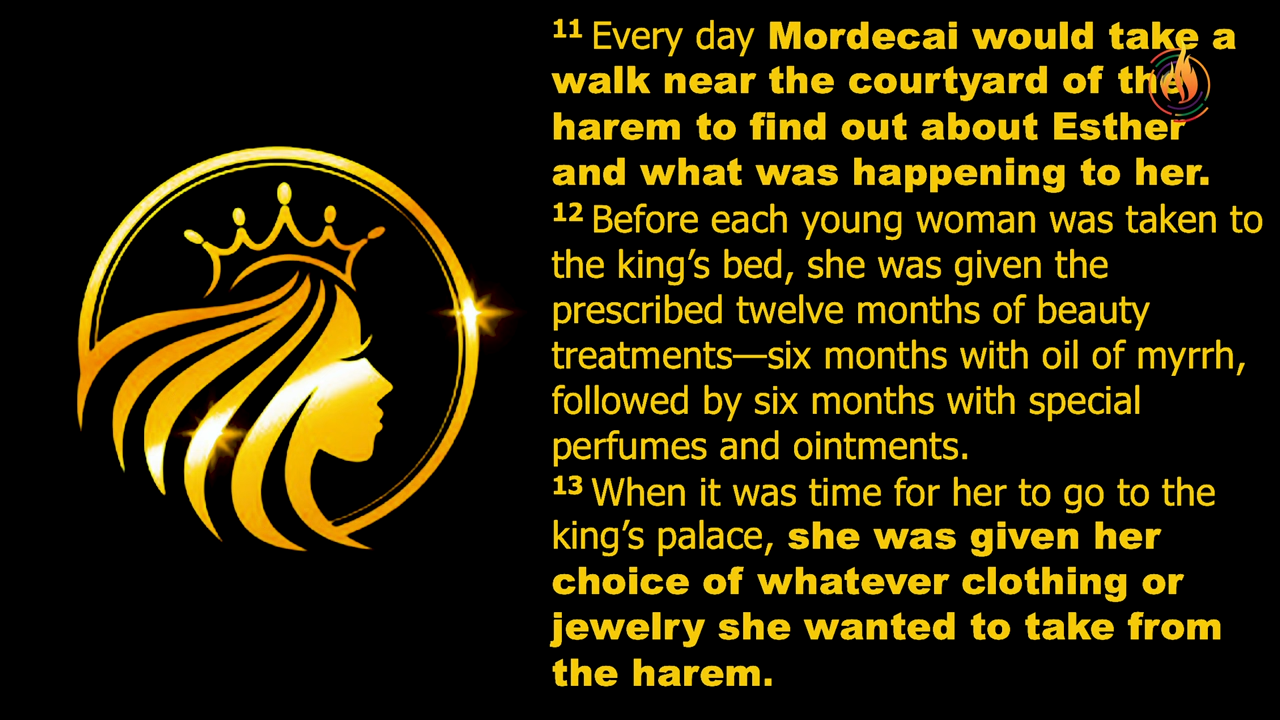 11 Every day Mordecai would take a
walk near the courtyard of the
harem to find out about Esther
and what was happening to her.
12 Before each young woman was taken to
the king’s bed, she was given the
prescribed twelve months of beauty
treatments—six months with oil of myrrh,
followed by six months with special
perfumes and ointments.
13 When it was time for her to go to the
king’s palace, she was given her
choice of whatever clothing or
jewelry she wanted to take from
the harem.